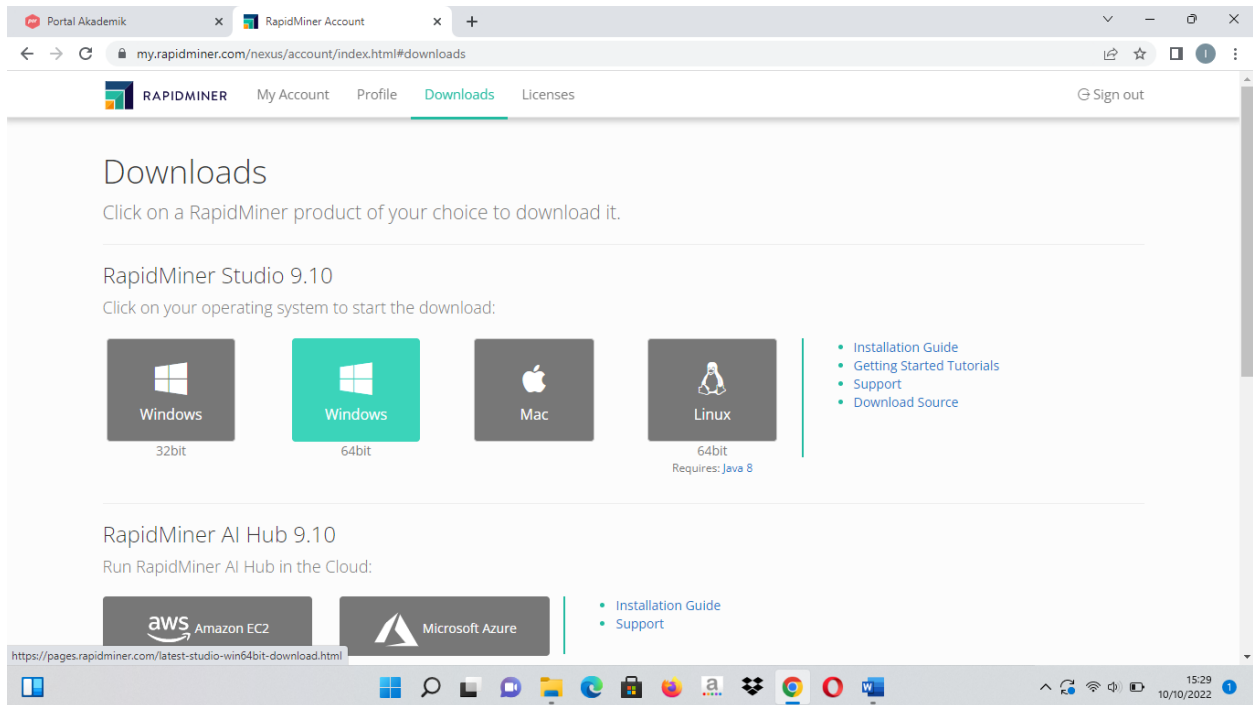 Portal Akademik
RapidMiner Account
my.rapidminer.com/nexus/account/index.html#downloads
I
RAPIDMINER My Account Profile Downloads Licenses Sign out
Downloads
Click on a RapidMiner product of your choice to download it.
RapidMiner Studio 9.10
Click on your operating system to start the download:
Windows
32bit
Windows
64bit
Mac
Linux
64bit
Requires: Java 8
Installation Guide
Getting Started Tutorials
Support
Download Source
RapidMiner AI Hub 9.10
Run RapidMiner AI Hub in the Cloud:
aws Amazon EC2
Microsoft Azure
Installation Guide
Support
https://pages.rapidminer.com/latest-studio-win64bit-download.html
a
W
15:29
10/10/2022
1